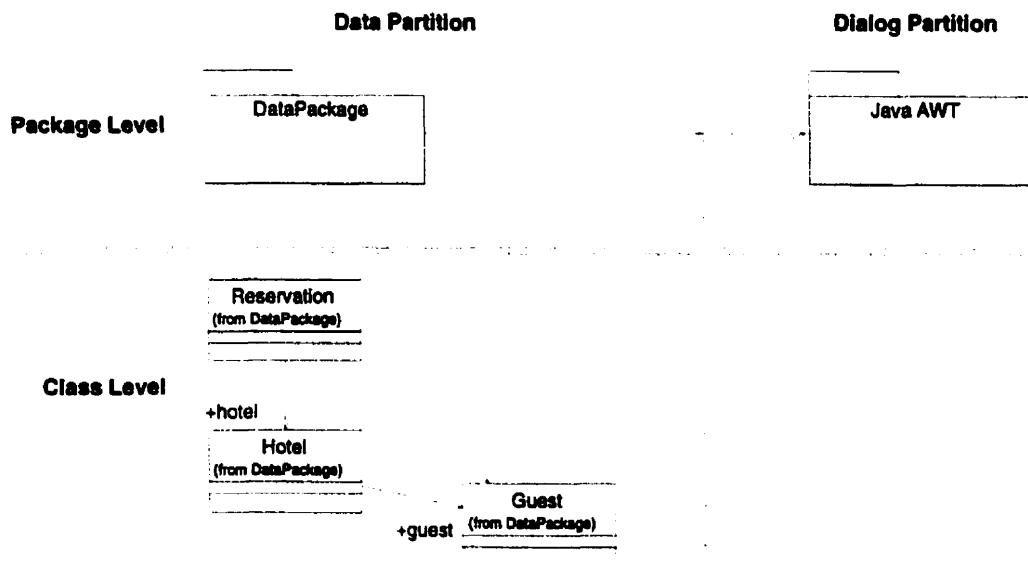 Data Partition
Dialog Partition
Package Level
DataPackage
Java AWT
Reservation
(from DataPackage)
Class Level
+hotel
Hotel
(from DataPackage)
Guest
(from DataPackage)
+guest